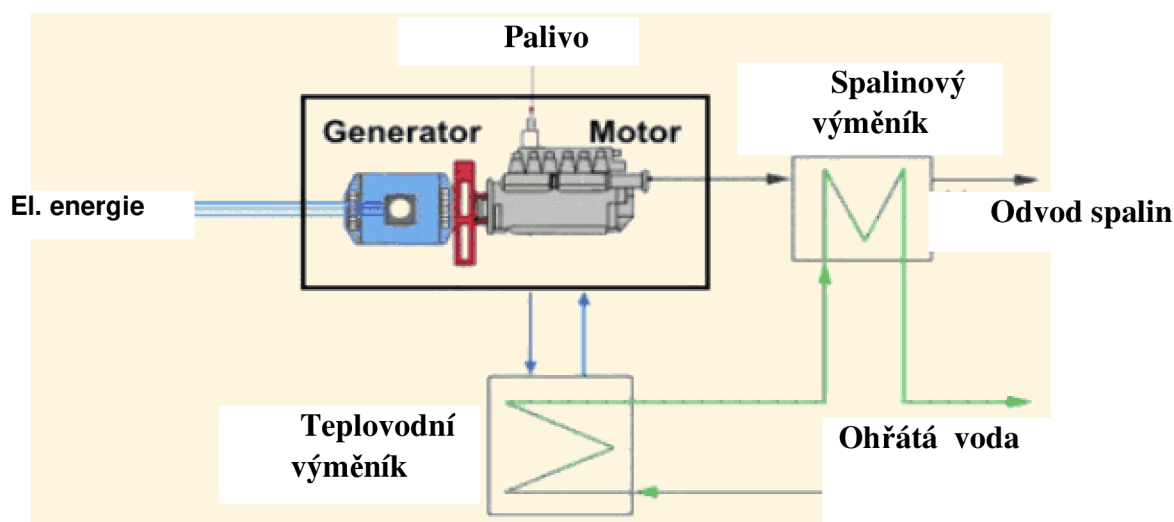 Palivo
Spalinový
výměník
Generator
Motor
El. energie
Odvod spalin
Teplovodní
výměník
Ohřátá voda